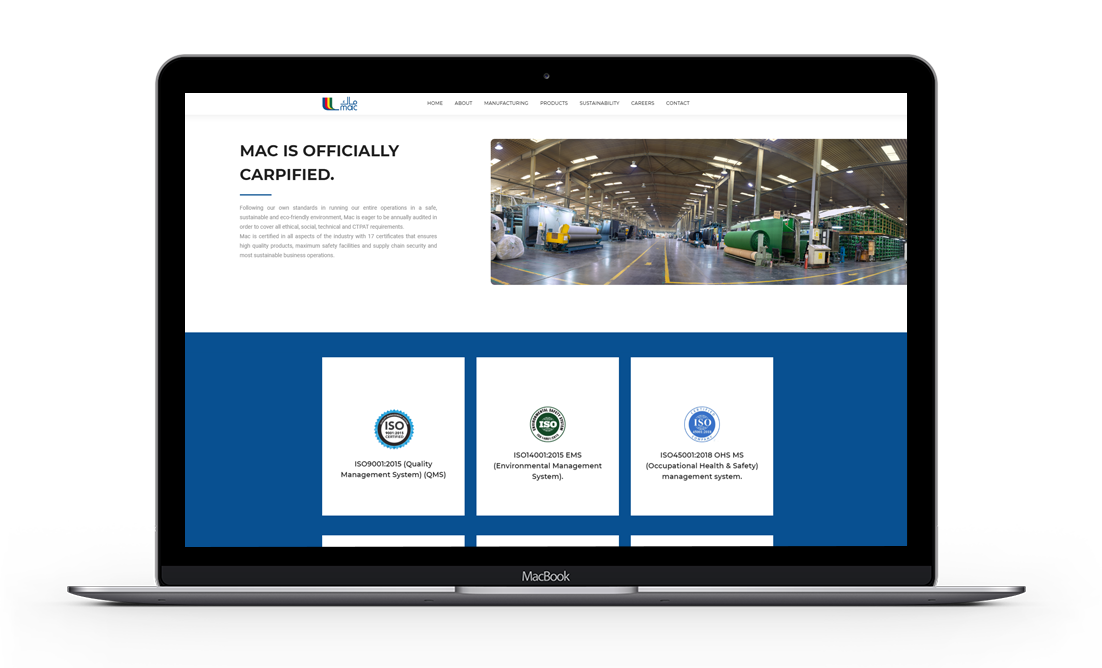 ماك
mac
HOME ABOUT MANUFACTURING PRODUCTS SUSTAINABILITY CAREERS CONTACT
MAC IS OFFICIALLY
CARPIFIED.
Following our own standards in running our entire operations in a safe,
sustainable and eco-friendly environment, Mac is eager to be annually audited in
order to cover all ethical, social, technical and CTPAT requirements.
Mac is certified in all aspects of the industry with 17 certificates that ensures
high quality products, maximum safety facilities and supply chain security and
most sustainable business operations.
ISO
9001:2015
CERTIFIED
ISO9001:2015 (Quality
Management System) (QMS)
ISO
ISO14001:2015 EMS
(Environmental Management
System).
CERTIFIED
ISO
COMPANY
ISO45001:2018 OHS MS
(Occupational Health & Safety)
management system.
MacBook